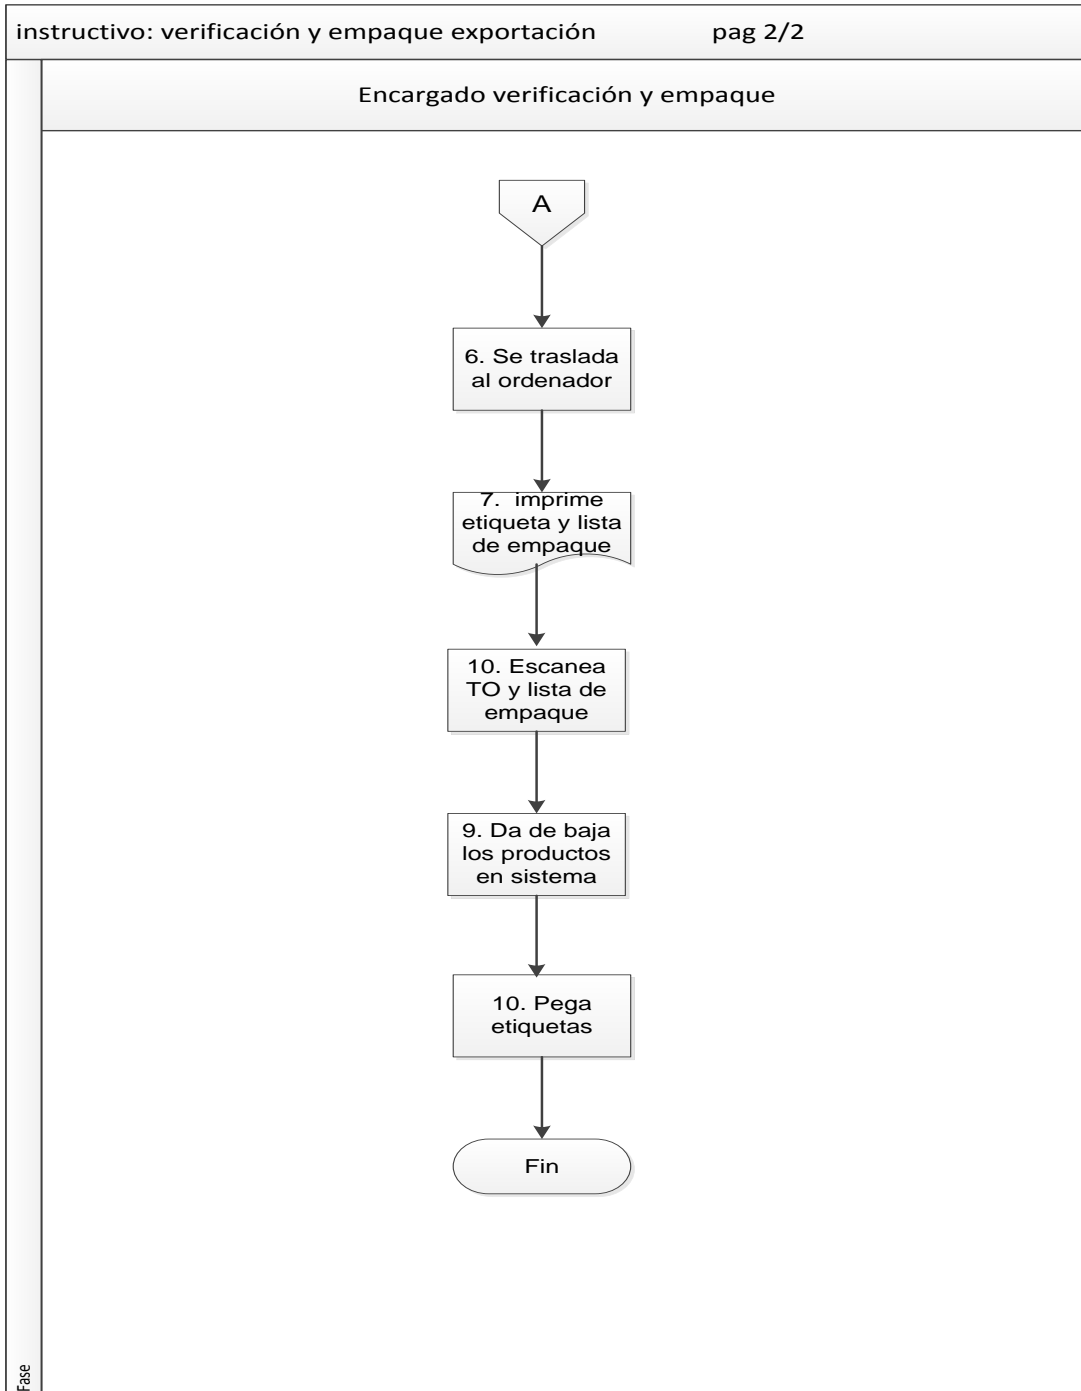 instructivo: verificación y empaque exportación pag 2/2
Encargado verificación y empaque
A
6. Se traslada
al ordenador
7. imprime
etiqueta y lista
de empaque
10. Escanea
TO y lista de
empaque
9. Da de baja
los productos
en sistema
10. Pega
etiquetas
Fin
Fase